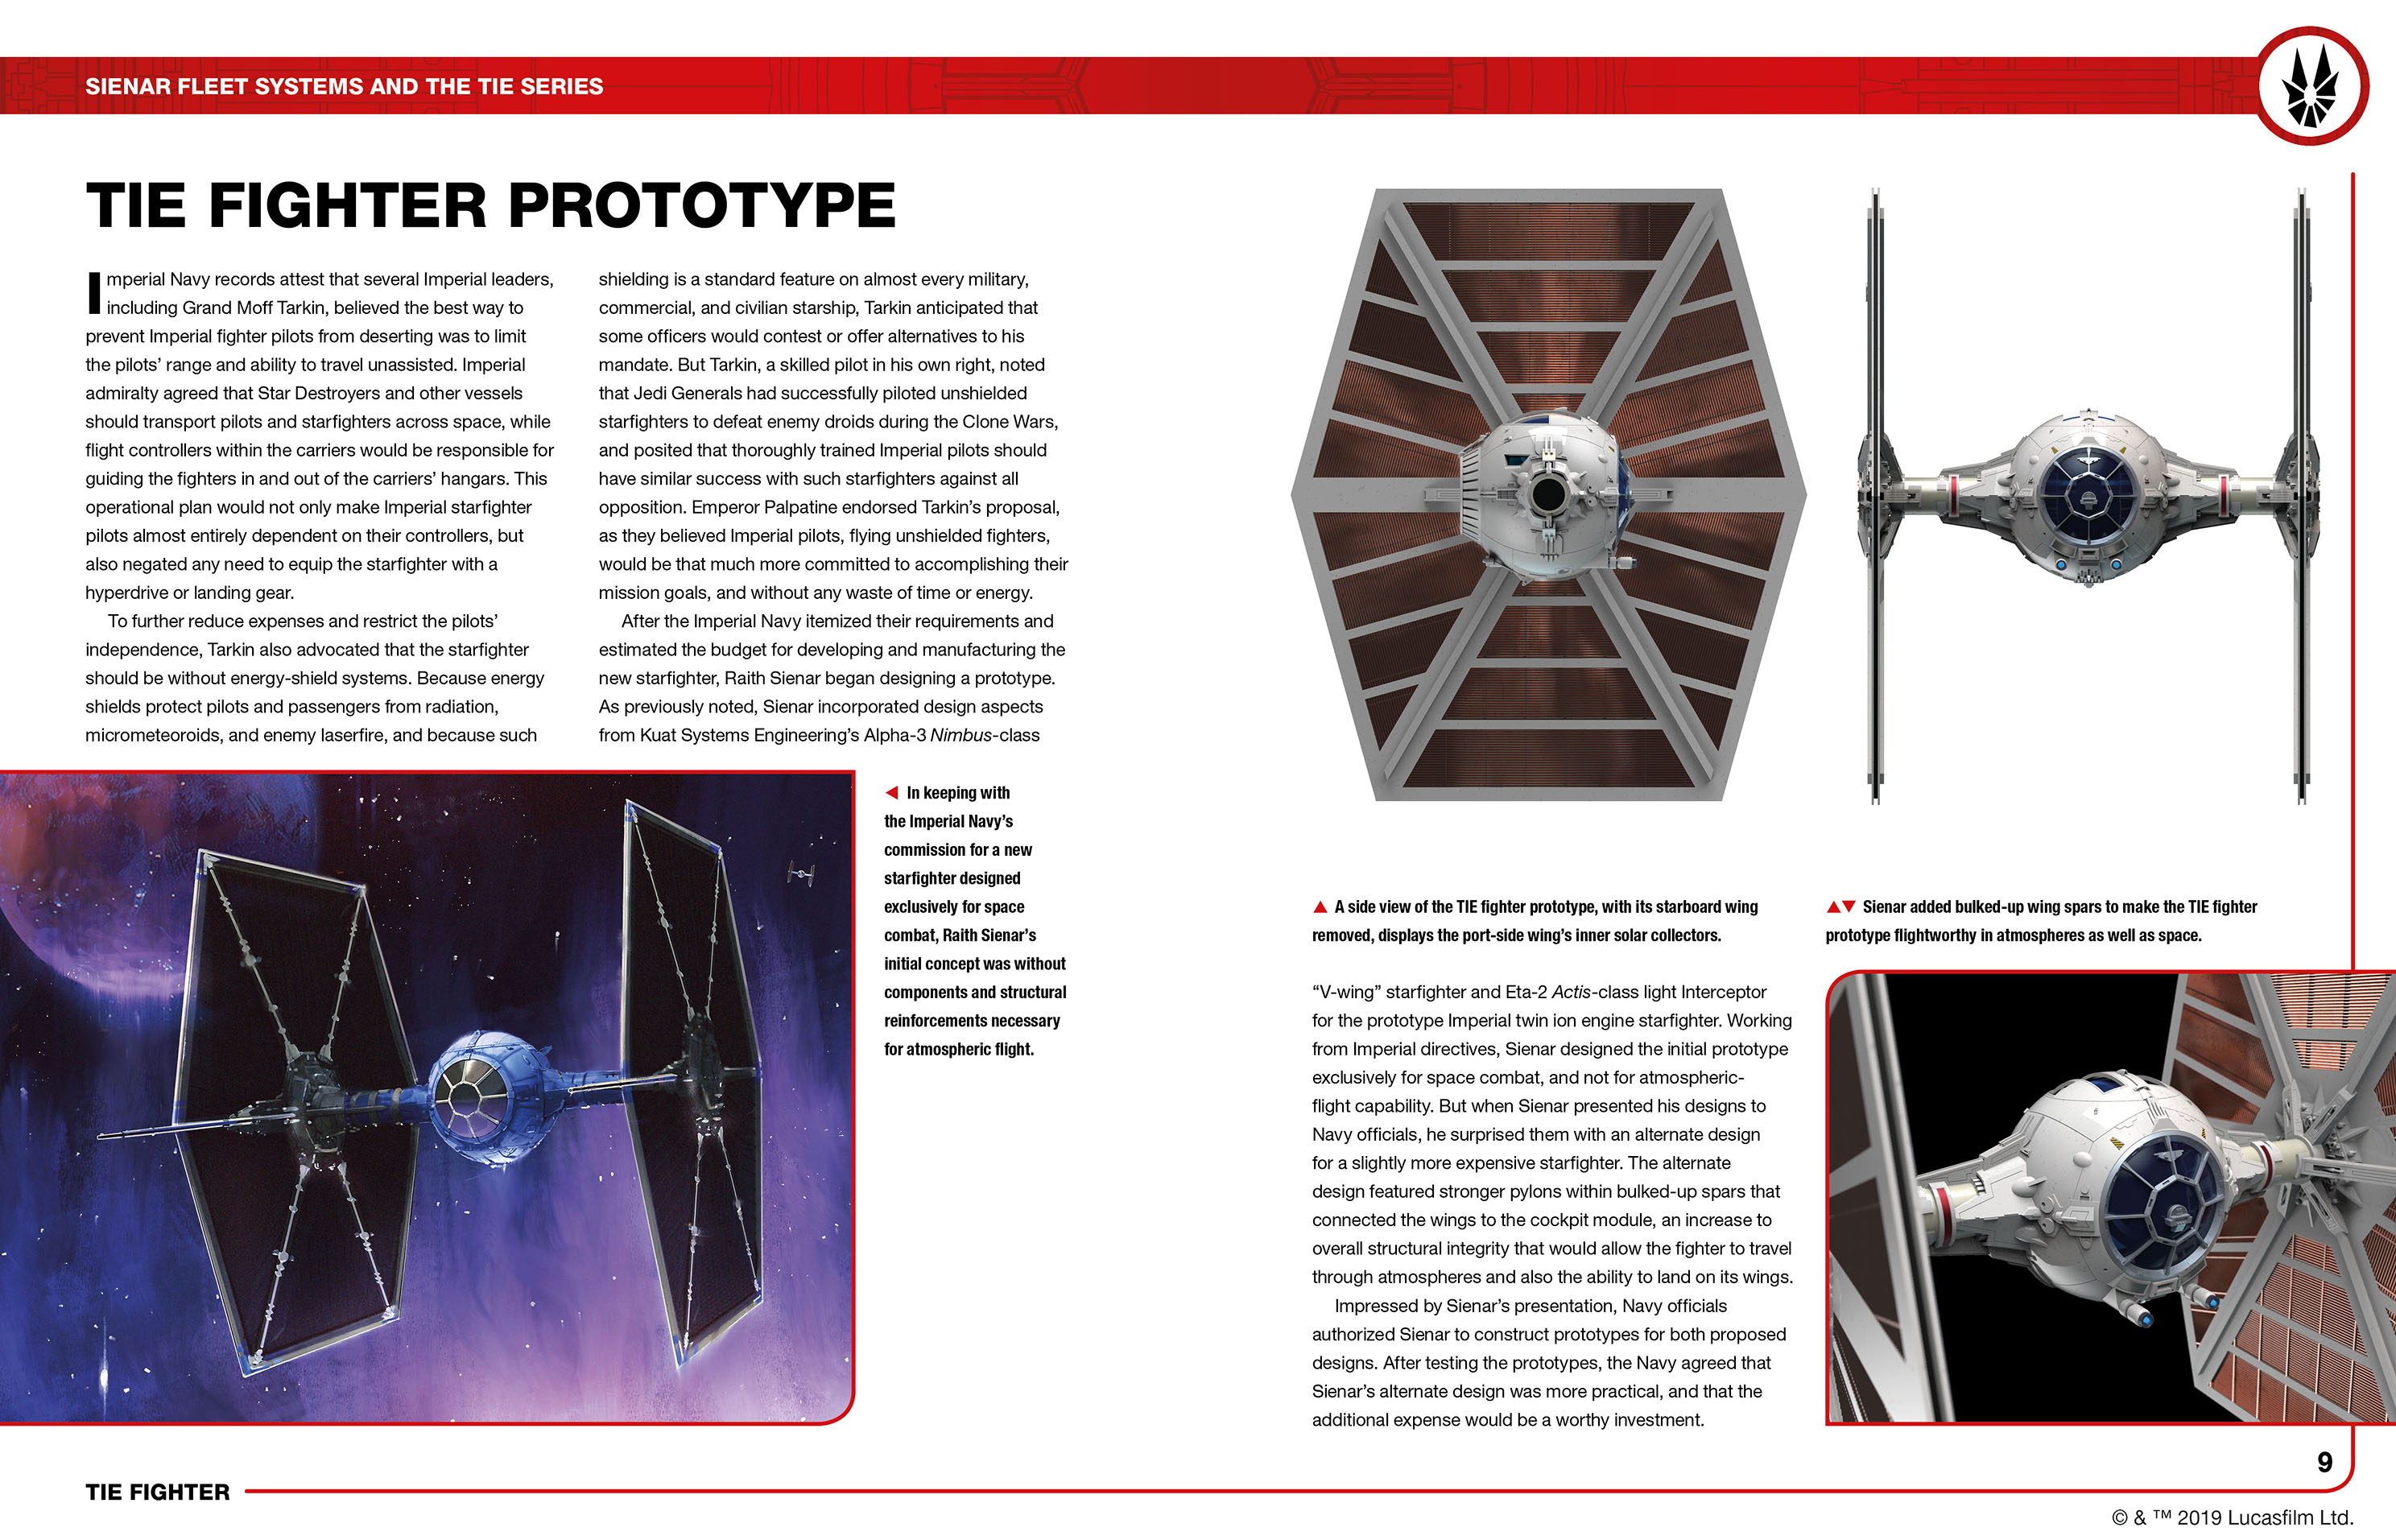 SIENAR FLEET SYSTEMS AND THE TIE SERIES
TIE FIGHTER PROTOTYPE
Imperial Navy records attest that several Imperial leaders,
including Grand Moff Tarkin, believed the best way to
prevent Imperial fighter pilots from deserting was to limit
the pilots’ range and ability to travel unassisted. Imperial
admiralty agreed that Star Destroyers and other vessels
should transport pilots and starfighters across space, while
flight controllers within the carriers would be responsible for
guiding the fighters in and out of the carriers’ hangars. This
operational plan would not only make Imperial starfighter
pilots almost entirely dependent on their controllers, but
also negated any need to equip the starfighter with a
hyperdrive or landing gear.
To further reduce expenses and restrict the pilots’
independence, Tarkin also advocated that the starfighter
should be without energy-shield systems. Because energy
shields protect pilots and passengers from radiation,
micrometeoroids, and enemy laserfire, and because such
shielding is a standard feature on almost every military,
commercial, and civilian starship, Tarkin anticipated that
some officers would contest or offer alternatives to his
mandate. But Tarkin, a skilled pilot in his own right, noted
that Jedi Generals had successfully piloted unshielded
starfighters to defeat enemy droids during the Clone Wars,
and posited that thoroughly trained Imperial pilots should
have similar success with such starfighters against all
opposition. Emperor Palpatine endorsed Tarkin’s proposal,
as they believed Imperial pilots, flying unshielded fighters,
would be that much more committed to accomplishing their
mission goals, and without any waste of time or energy.
After the Imperial Navy itemized their requirements and
estimated the budget for developing and manufacturing the
new starfighter, Raith Sienar began designing a prototype.
As previously noted, Sienar incorporated design aspects
from Kuat Systems Engineering’s Alpha-3 Nimbus-class
◀ In keeping with
the Imperial Navy’s
commission for a new
starfighter designed
exclusively for space
combat, Raith Sienar’s
initial concept was without
components and structural
reinforcements necessary
for atmospheric flight.
▲ A side view of the TIE fighter prototype, with its starboard wing
removed, displays the port-side wing’s inner solar collectors.
▲▼ Sienar added bulked-up wing spars to make the TIE fighter
prototype flightworthy in atmospheres as well as space.
“V-wing” starfighter and Eta-2 Actis-class light Interceptor
for the prototype Imperial twin ion engine starfighter. Working
from Imperial directives, Sienar designed the initial prototype
exclusively for space combat, and not for atmospheric-
flight capability. But when Sienar presented his designs to
Navy officials, he surprised them with an alternate design
for a slightly more expensive starfighter. The alternate
design featured stronger pylons within bulked-up spars that
connected the wings to the cockpit module, an increase to
overall structural integrity that would allow the fighter to travel
through atmospheres and also the ability to land on its wings.
Impressed by Sienar’s presentation, Navy officials
authorized Sienar to construct prototypes for both proposed
designs. After testing the prototypes, the Navy agreed that
Sienar’s alternate design was more practical, and that the
additional expense would be a worthy investment.
TIE FIGHTER
9
© & ™ 2019 Lucasfilm Ltd.